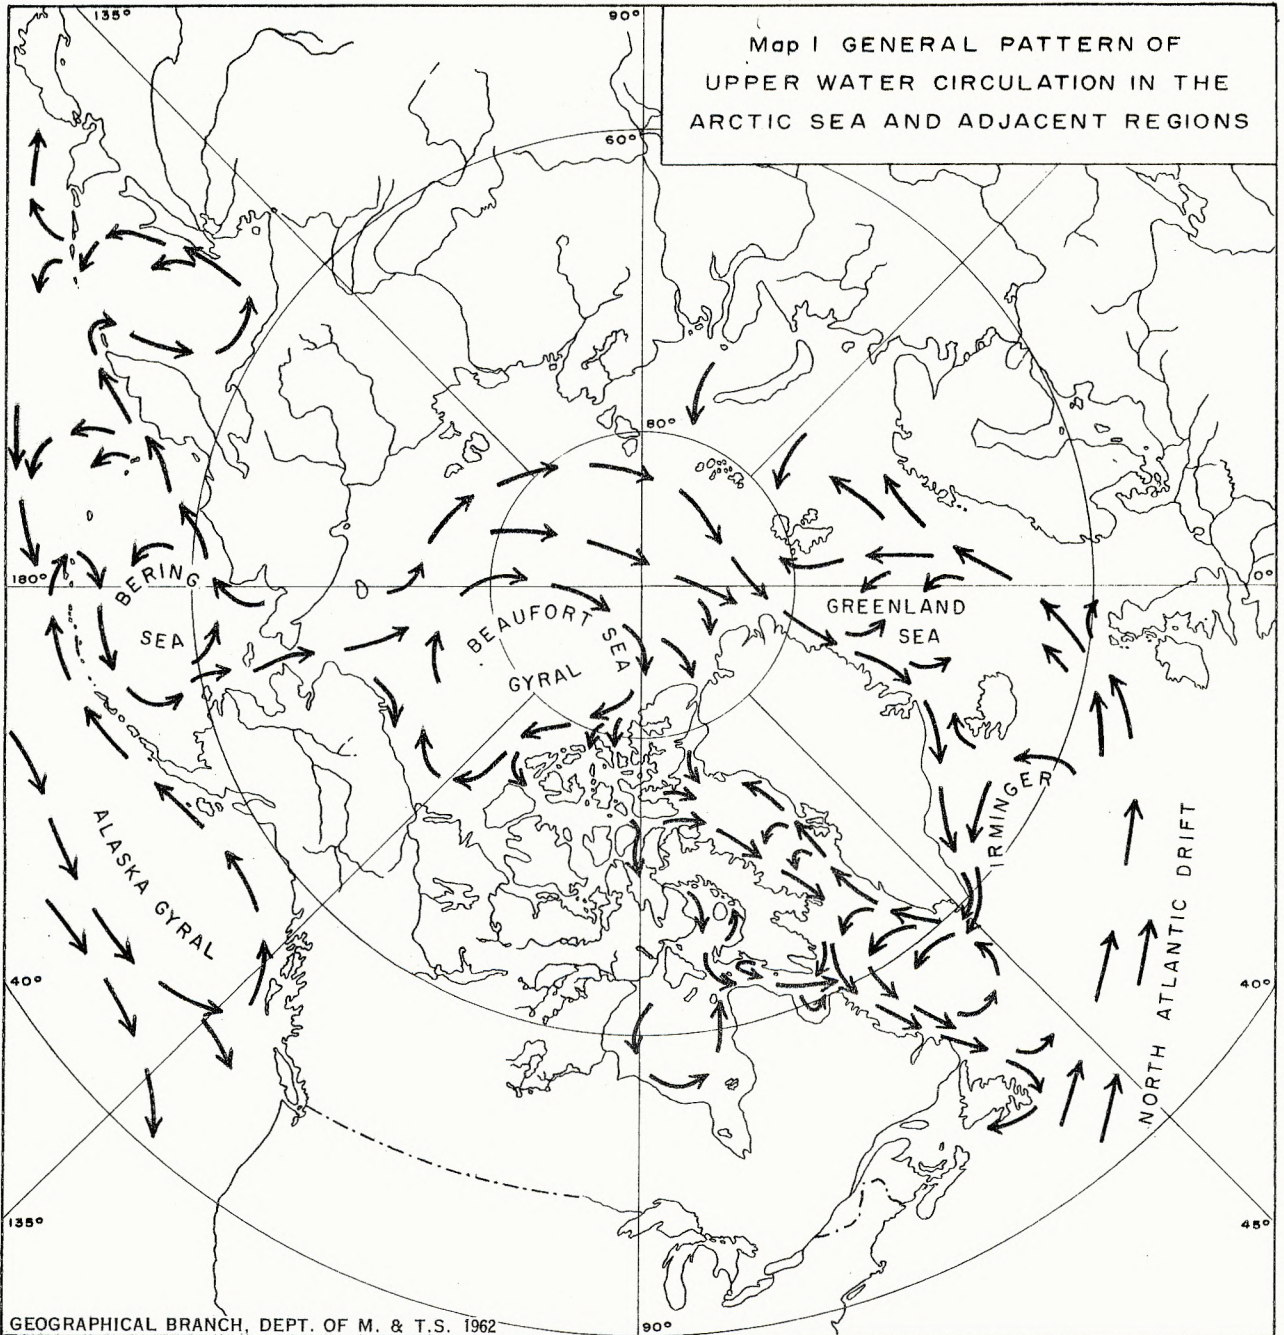 135°
90°
Map 1 GENERAL PATTERN OF
UPPER WATER CIRCULATION IN THE
ARCTIC SEA AND ADJACENT REGIONS
60°
80°
180°
0°
BERING
SEA
BEAUFORT SEA
GYRAL
GREENLAND
SEA
IRMINGER
ALASKA GYRAL
NORTH ATLANTIC DRIFT
40°
40°
135°
45°
GEOGRAPHICAL BRANCH, DEPT. OF M. & T.S. 1962
90°